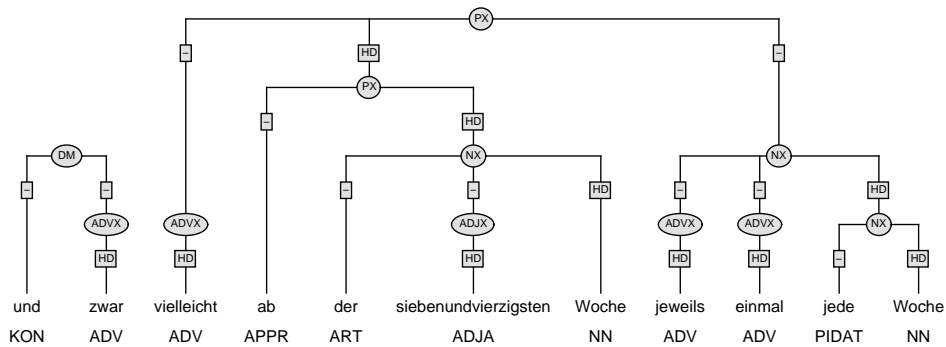 PX
– HD –
PX
– HD
DM NX NX
– – – – HD – – HD
ADVX ADVX ADJX ADVX ADVX NX
HD HD HD HD HD – HD
und zwar vielleicht ab der siebenundvierzigsten Woche jeweils einmal jede Woche
KON ADV ADV APPR ART ADJA NN ADV ADV PIDAT NN